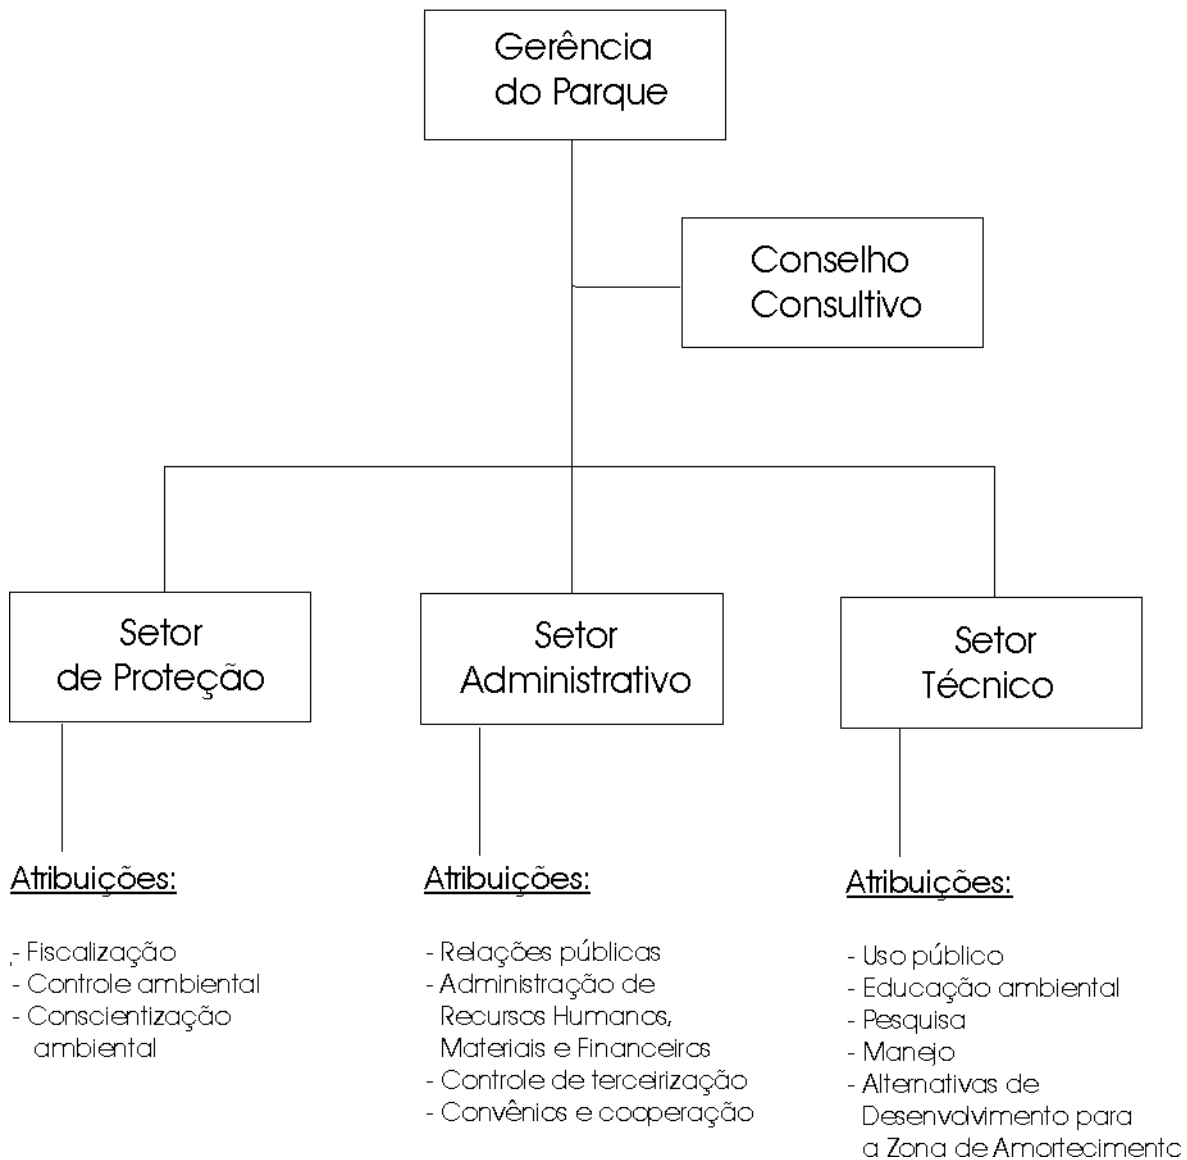 Gerência
do Parque
Conselho
Consultivo
Setor
de Proteção
Setor
Administrativo
Setor
Técnico
Atribuições:
- Fiscalização
- Controle ambiental
- Conscientização
ambiental
Atribuições:
- Relações públicas
- Administração de
Recursos Humanos,
Materiais e Financeiros
- Controle de terceirização
- Convênios e cooperação
Atribuições:
- Uso público
- Educação ambiental
- Pesquisa
- Manejo
- Alternativas de
Desenvolvimento para
a Zona de Amortecimento